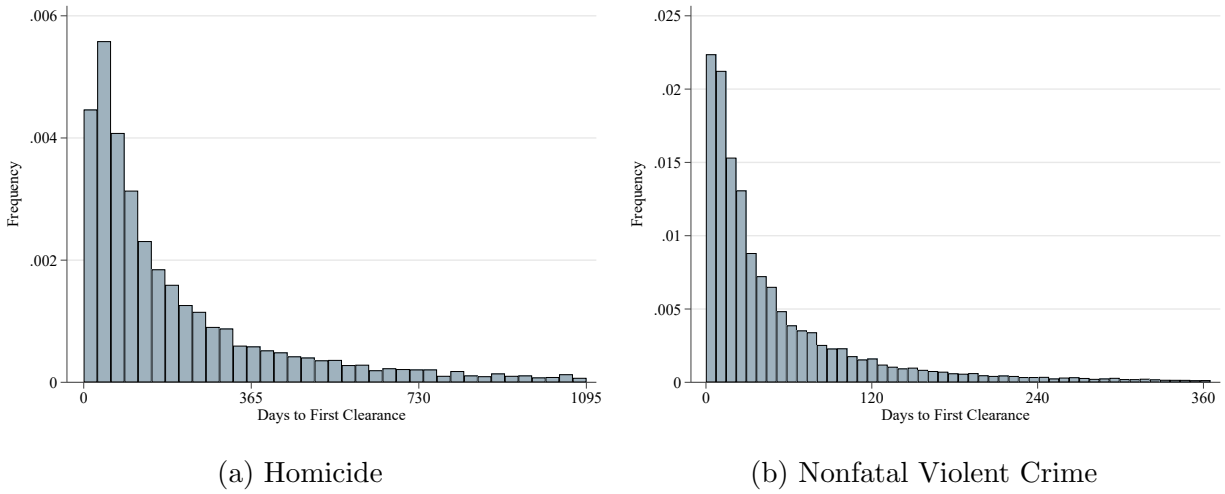 .006
.004
.002
0
Frequency
0 365 730 1095
Days to First Clearance
(a) Homicide
.025
.02
.015
.01
.005
0
Frequency
0 120 240 360
Days to First Clearance
(b) Nonfatal Violent Crime